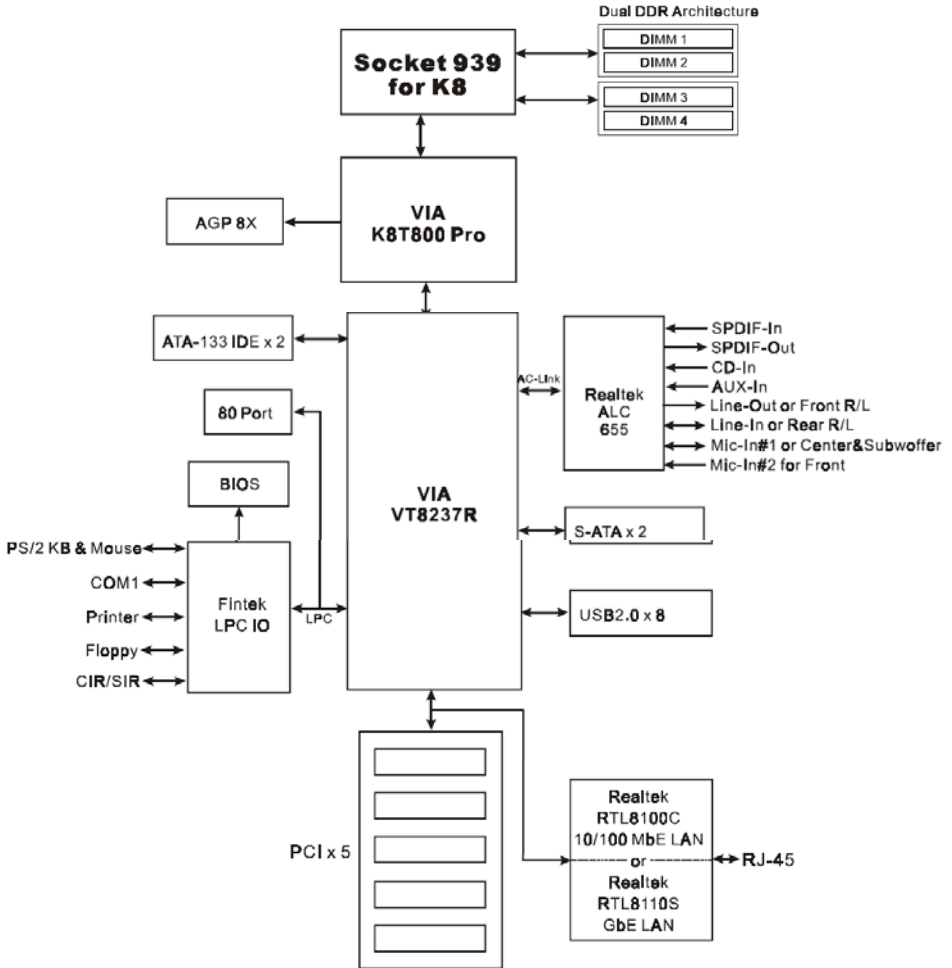 Dual DDR Architecture
DIMM 1
DIMM 2
DIMM 3
DIMM 4
Socket 939
for K8
VIA
K8T800 Pro
AGP 8X
ATA-133 IDE x 2
80 Port
BIOS
VIA
VT8237R
AC-Link
Realtek
ALC
655
SPDIF-In
SPDIF-Out
CD-In
AUX-In
Line-Out or Front R/L
Line-In or Rear R/L
Mic-In#1 or Center&Subwoffer
Mic-In#2 for Front
S-ATA x 2
USB2.0 x 8
PS/2 KB & Mouse
COM1
Printer
Floppy
CIR/SIR
Fintek
LPC IO
LPC
PCI x 5
Realtek
RTL8100C
10/100 MbE LAN
or
Realtek
RTL8110S
GbE LAN
RJ-45